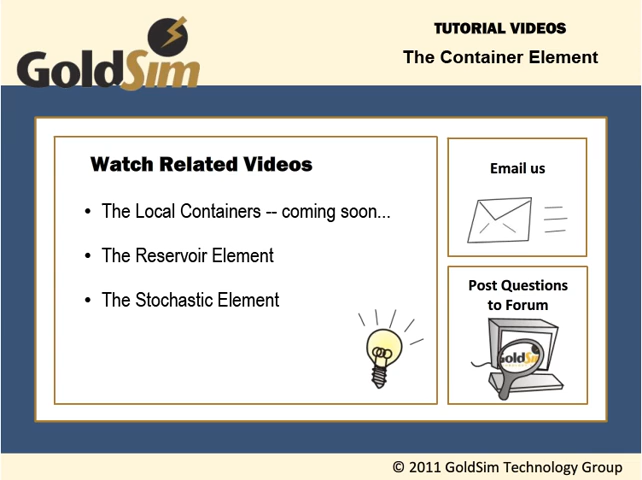 GoldSim
TUTORIAL VIDEOS
The Container Element
Watch Related Videos
• The Local Containers -- coming soon...
• The Reservoir Element
• The Stochastic Element
Email us
Post Questions
to Forum
GoldSim
© 2011 GoldSim Technology Group